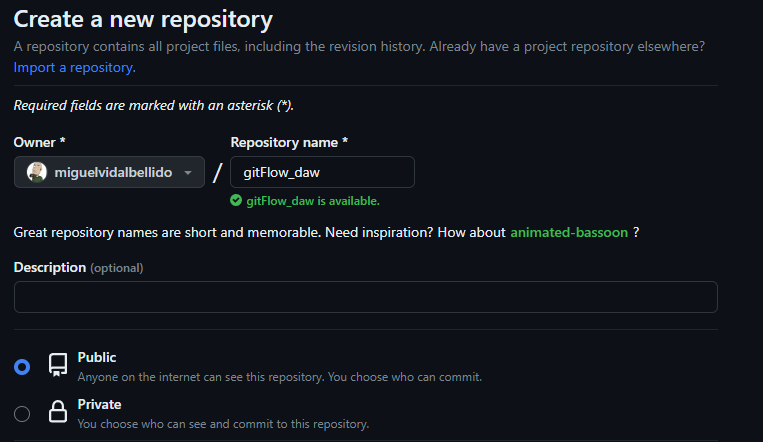 Create a new repository
A repository contains all project files, including the revision history. Already have a project repository elsewhere?
Import a repository.
Required fields are marked with an asterisk (*).
Owner *
Repository name *
miguelvidalbellido
/
gitFlow_daw
gitFlow_daw is available.
Great repository names are short and memorable. Need inspiration? How about animated-bassoon ?
Description (optional)
Public
Anyone on the internet can see this repository. You choose who can commit.
Private
You choose who can see and commit to this repository.